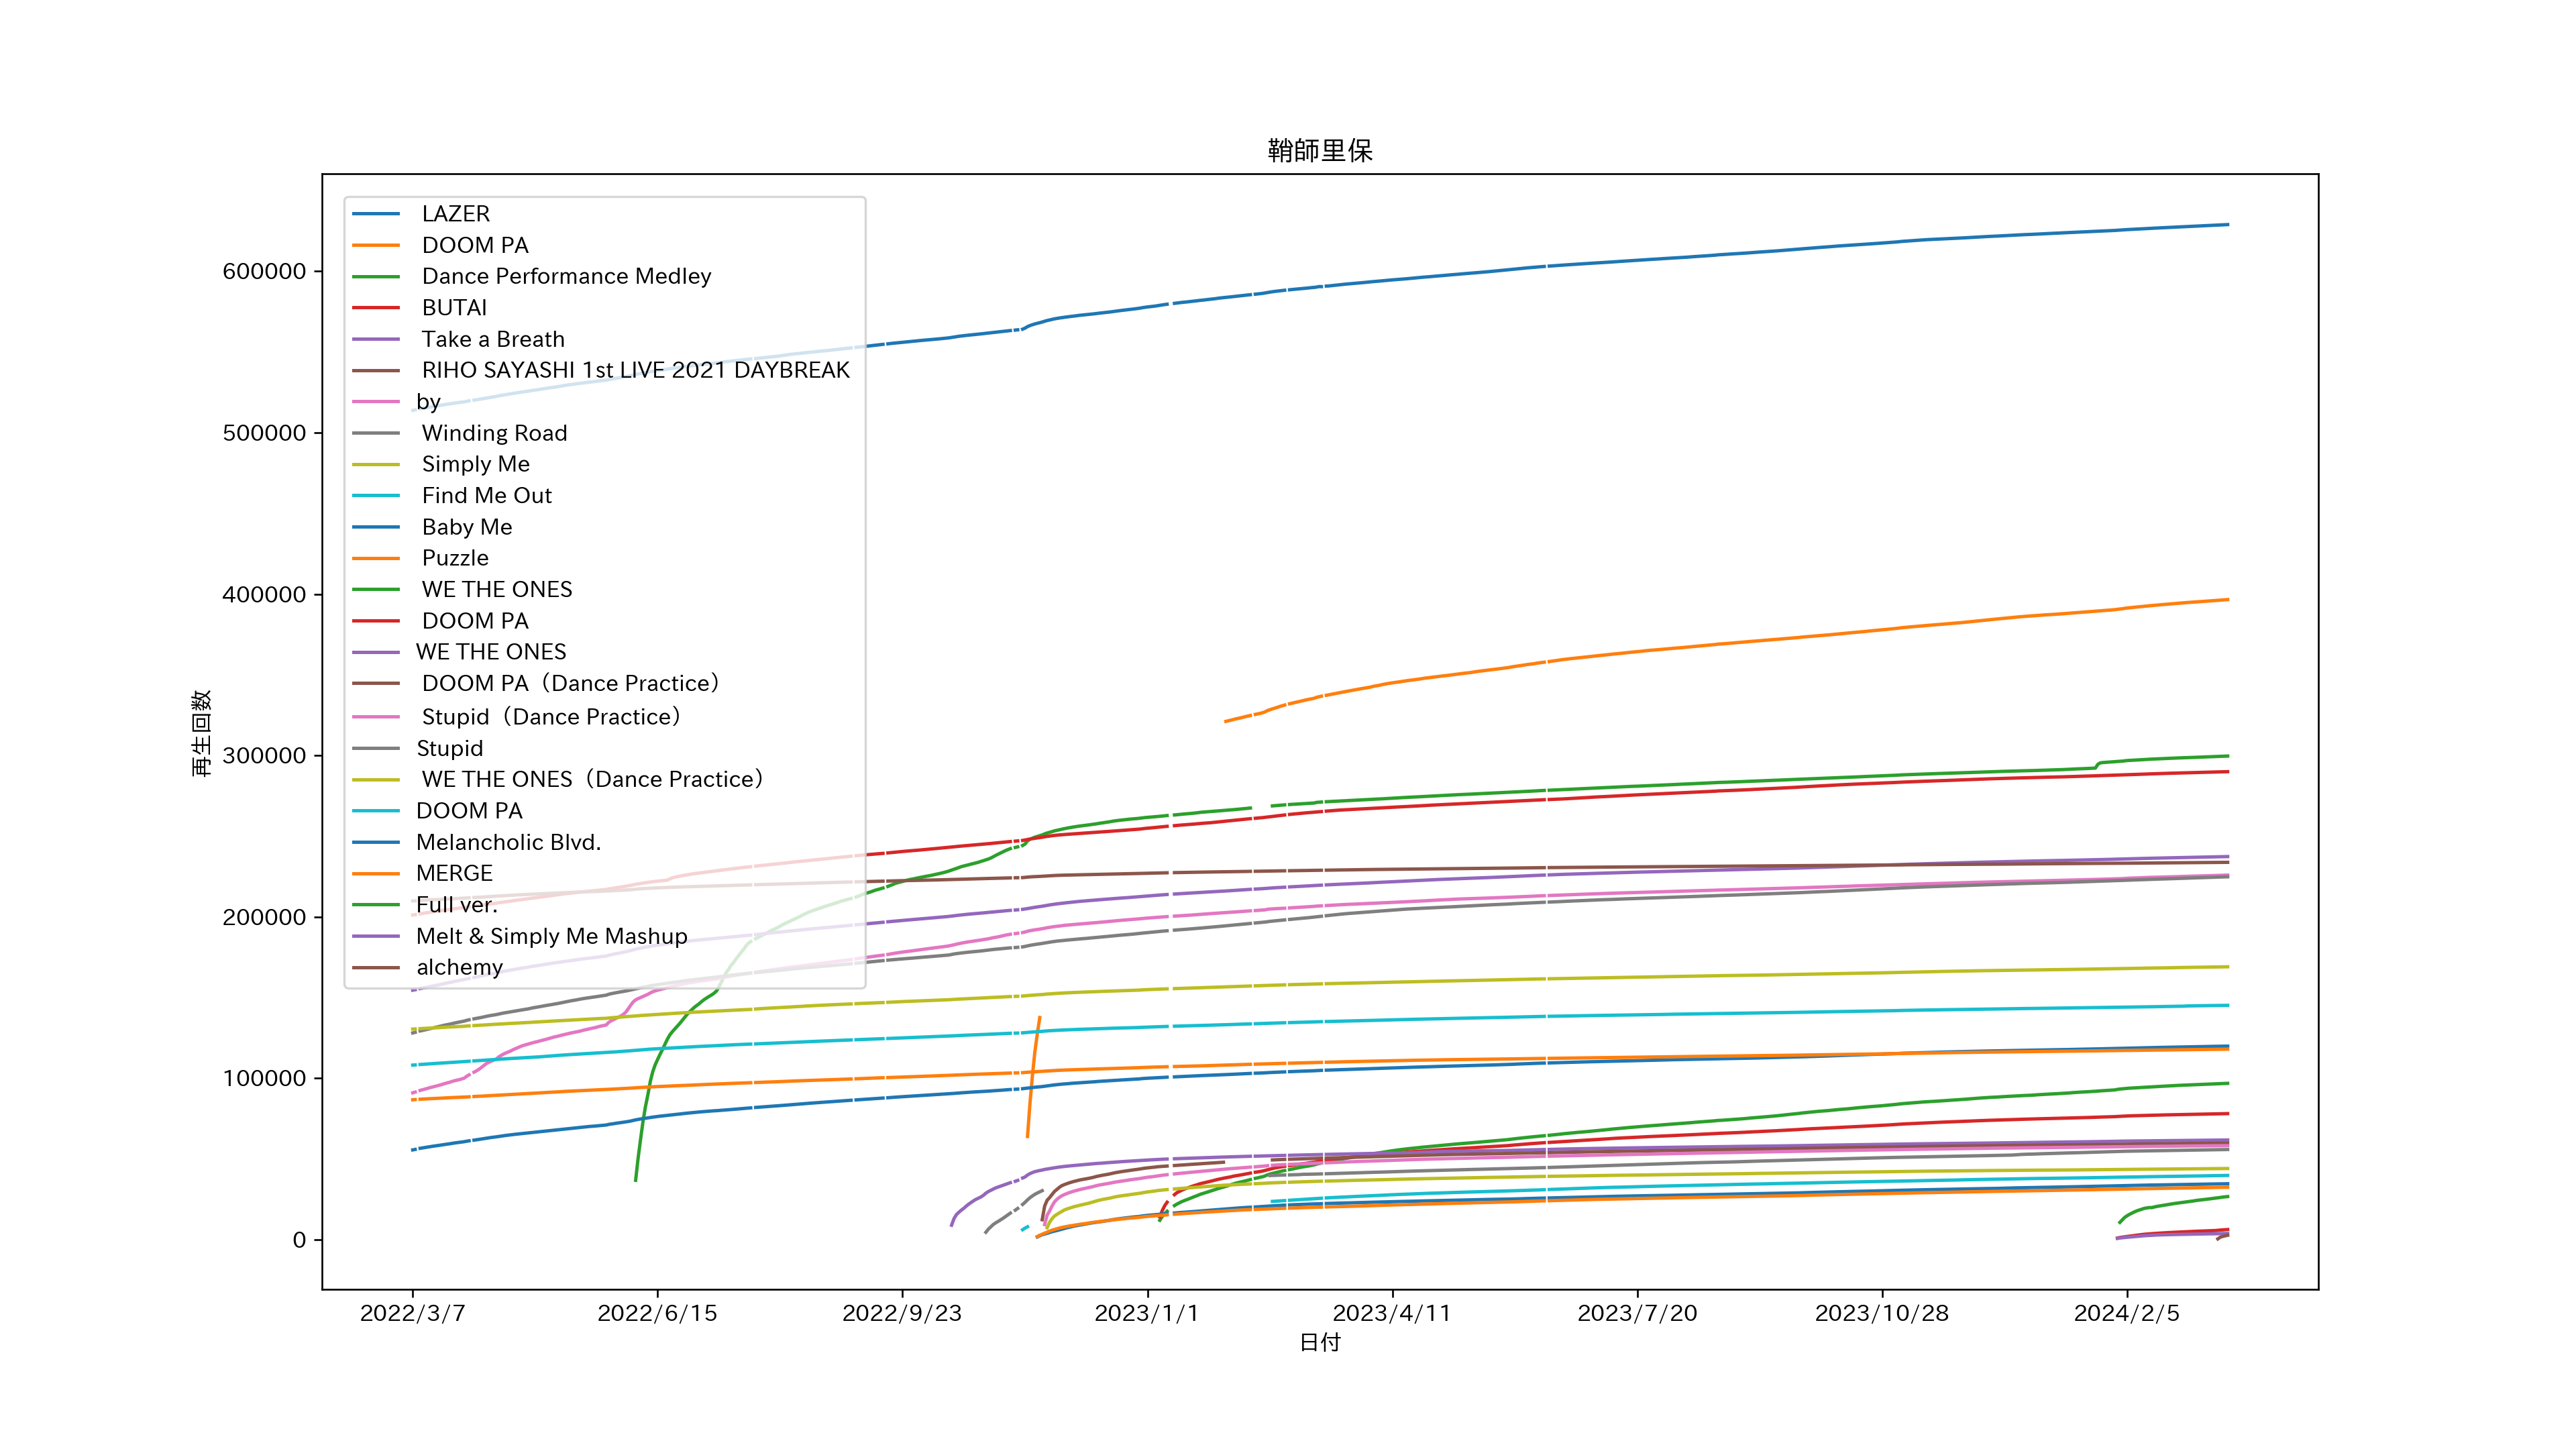 鞘師里保
LAZER
DOOM PA
Dance Performance Medley
BUTAI
Take a Breath
RIHO SAYASHI 1st LIVE 2021 DAYBREAK
by
Winding Road
Simply Me
Find Me Out
Baby Me
Puzzle
WE THE ONES
DOOM PA
WE THE ONES
DOOM PA（Dance Practice）
Stupid（Dance Practice）
Stupid
WE THE ONES（Dance Practice）
DOOM PA
Melancholic Blvd.
MERGE
Full ver.
Melt & Simply Me Mashup
alchemy
600000
500000
400000
300000
200000
100000
0
再生回数
2022/3/7 2022/6/15 2022/9/23 2023/1/1 2023/4/11 2023/7/20 2023/10/28 2024/2/5
日付